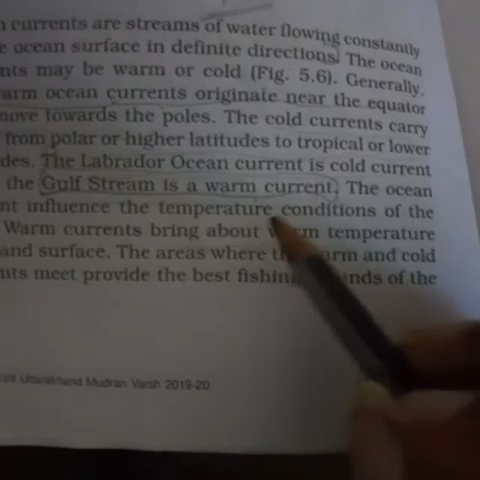 currents are streams of water flowing constantly
ocean surface in definite directions. The ocean
nts may be warm or cold (Fig. 5.6). Generally,
arm ocean currents originate near the equator
move towards the poles. The cold currents carry
from polar or higher latitudes to tropical or lower
des. The Labrador Ocean current is cold current
the Gulf Stream is a warm current. The ocean
nt influence the temperature conditions of the
Warm currents bring about temperature
and surface. The areas where arm and cold
nts meet provide the best fishing nds of the
Uttarakhand Mudran Varsh 2019-20